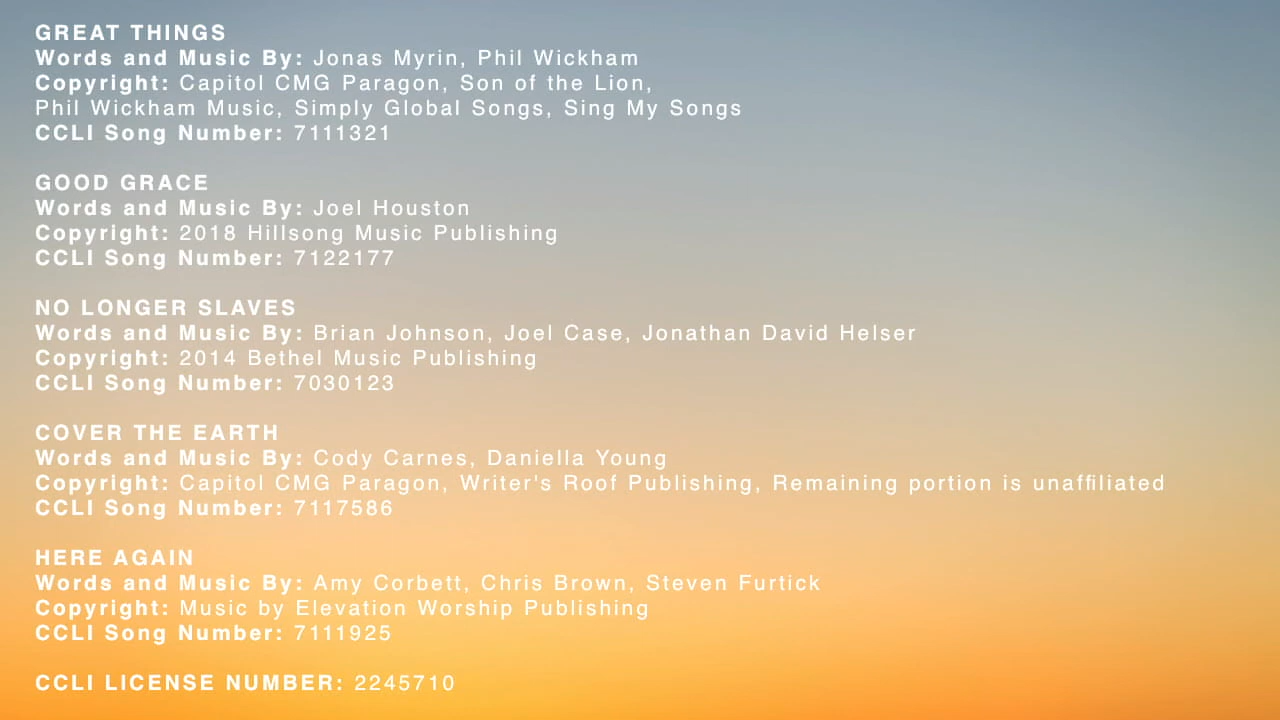 GREAT THINGS
Words and Music By: Jonas Myrin, Phil Wickham
Copyright: Capitol CMG Paragon, Son of the Lion,
Phil Wickham Music, Simply Global Songs, Sing My Songs
CCLI Song Number: 7111321
GOOD GRACE
Words and Music By: Joel Houston
Copyright: 2018 Hillsong Music Publishing
CCLI Song Number: 7122177
NO LONGER SLAVES
Words and Music By: Brian Johnson, Joel Case, Jonathan David Helser
Copyright: 2014 Bethel Music Publishing
CCLI Song Number: 7030123
COVER THE EARTH
Words and Music By: Cody Carnes, Daniella Young
Copyright: Capitol CMG Paragon, Writer's Roof Publishing, Remaining portion is unaffiliated
CCLI Song Number: 7117586
HERE AGAIN
Words and Music By: Amy Corbett, Chris Brown, Steven Furtick
Copyright: Music by Elevation Worship Publishing
CCLI Song Number: 7111925
CCLI LICENSE NUMBER: 2245710